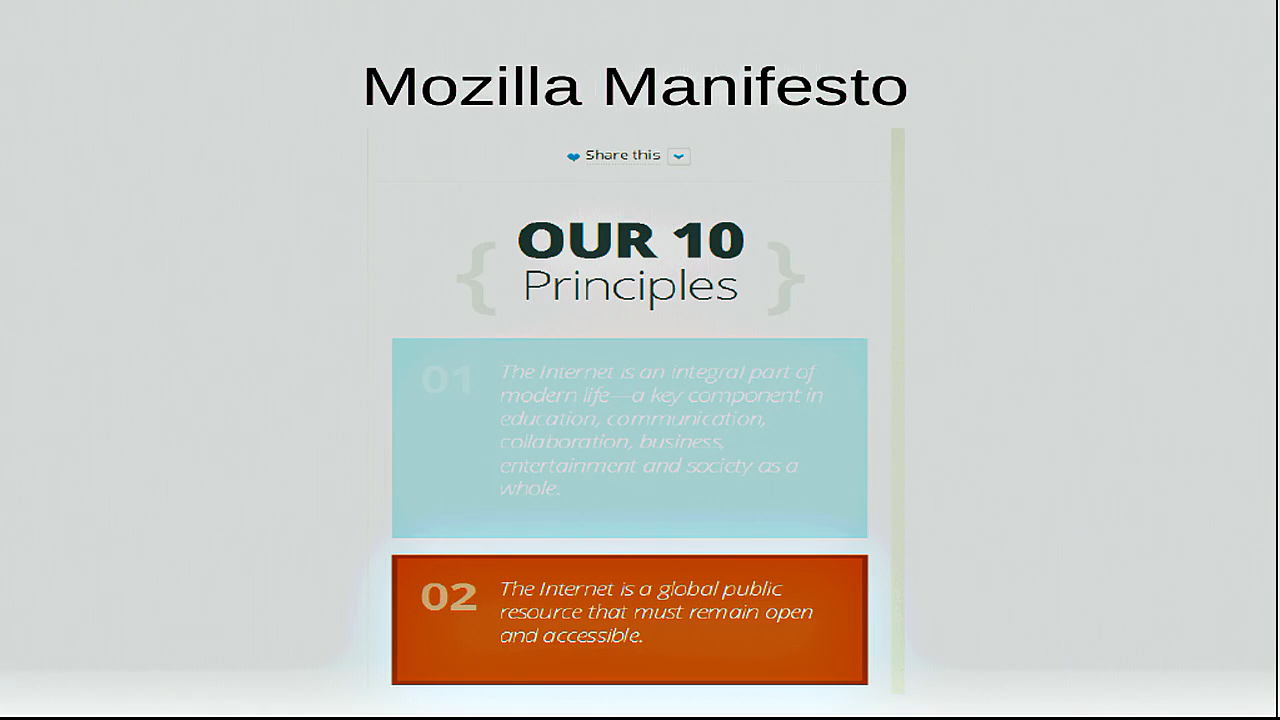 Mozilla Manifesto
Share this
OUR 10
{ Principles }
01
The Internet is an integral part of
modern life—a key component in
education, communication,
collaboration, business,
entertainment and society as a
whole.
02
The Internet is a global public
resource that must remain open
and accessible.